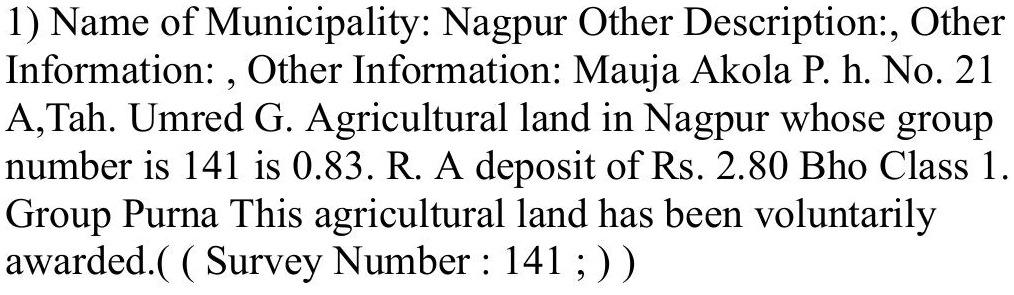 1) Name of Municipality: Nagpur Other Description:, Other
Information: , Other Information: Mauja Akola P. h. No. 21
A,Tah. Umred G. Agricultural land in Nagpur whose group
number is 141 is 0.83. R. A deposit of Rs. 2.80 Bho Class 1.
Group Purna This agricultural land has been voluntarily
awarded.( ( Survey Number : 141 ; ) )